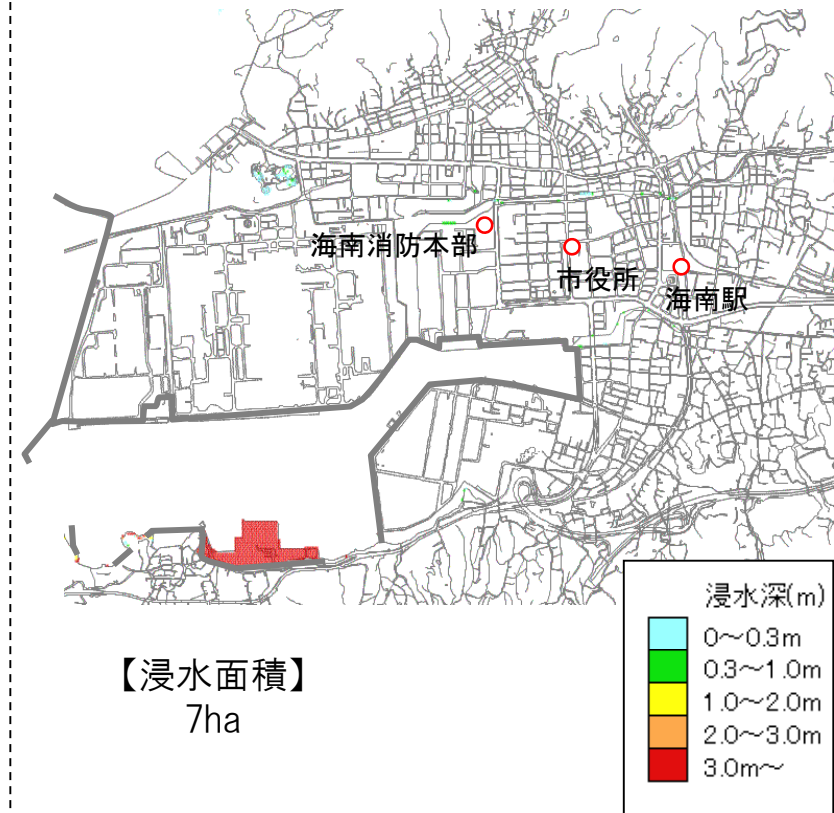 海南消防本部
市役所
海南駅
【浸水面積】
7ha
浸水深(m)
0～0.3m
0.3～1.0m
1.0～2.0m
2.0～3.0m
3.0m～